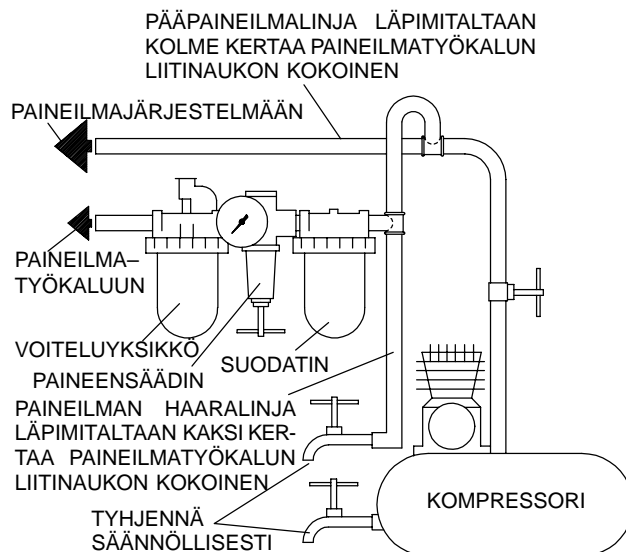 PÄÄPAINEILMALINJA LÄPIMITALTAAN
KOLME KERTAA PAINEILMATYÖKALUN
LIITINAUKON KOKOINEN
PAINEILMAJÄRJESTELMÄÄN
PAINEILMA–
TYÖKALUUN
VOITELUYKSIKKÖ
SUODATIN
PAINEENSÄÄDIN
PAINEILMAN HAARALINJA
LÄPIMITALTAAN KAKSI KER-
TAA PAINEILMATYÖKALUN
LIITINAUKON KOKOINEN
KOMPRESSORI
TYHJENNÄ
SÄÄNNÖLLISESTI